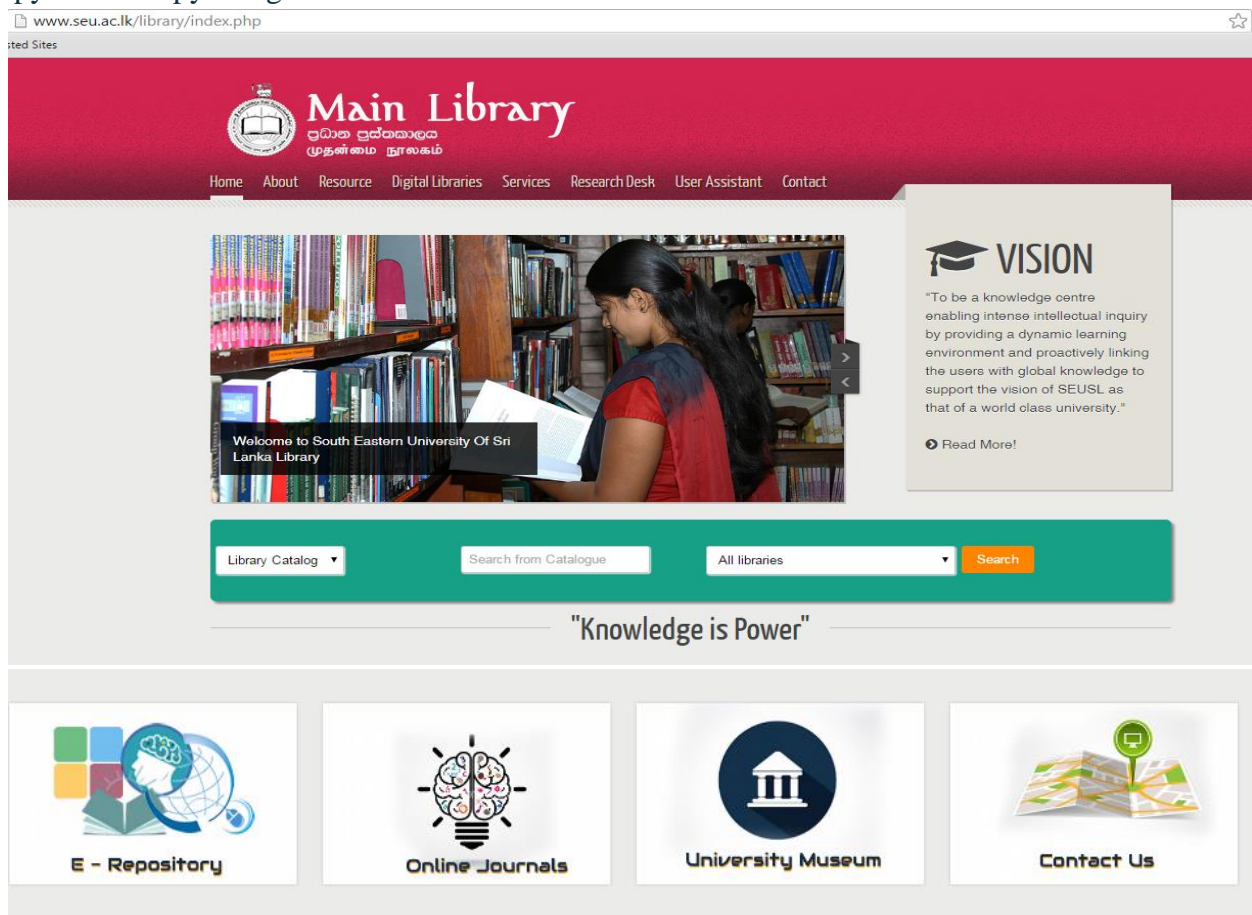 www.seu.ac.lk/library/index.php
sted Sites
Main Library
ප්‍රධාන පුස්තකාලය
முதன்மை நூலகம்
Home About Resource Digital Libraries Services Research Desk User Assistant Contact
Welcome to South Eastern University Of Sri
Lanka Library
VISION
"To be a knowledge centre
enabling intense intellectual inquiry
by providing a dynamic learning
environment and proactively linking
the users with global knowledge to
support the vision of SEUSL as
that of a world class university."
Read More!
Library Catalog Search from Catalogue All libraries Search
"Knowledge is Power"
E - Repository Online Journals University Museum Contact Us